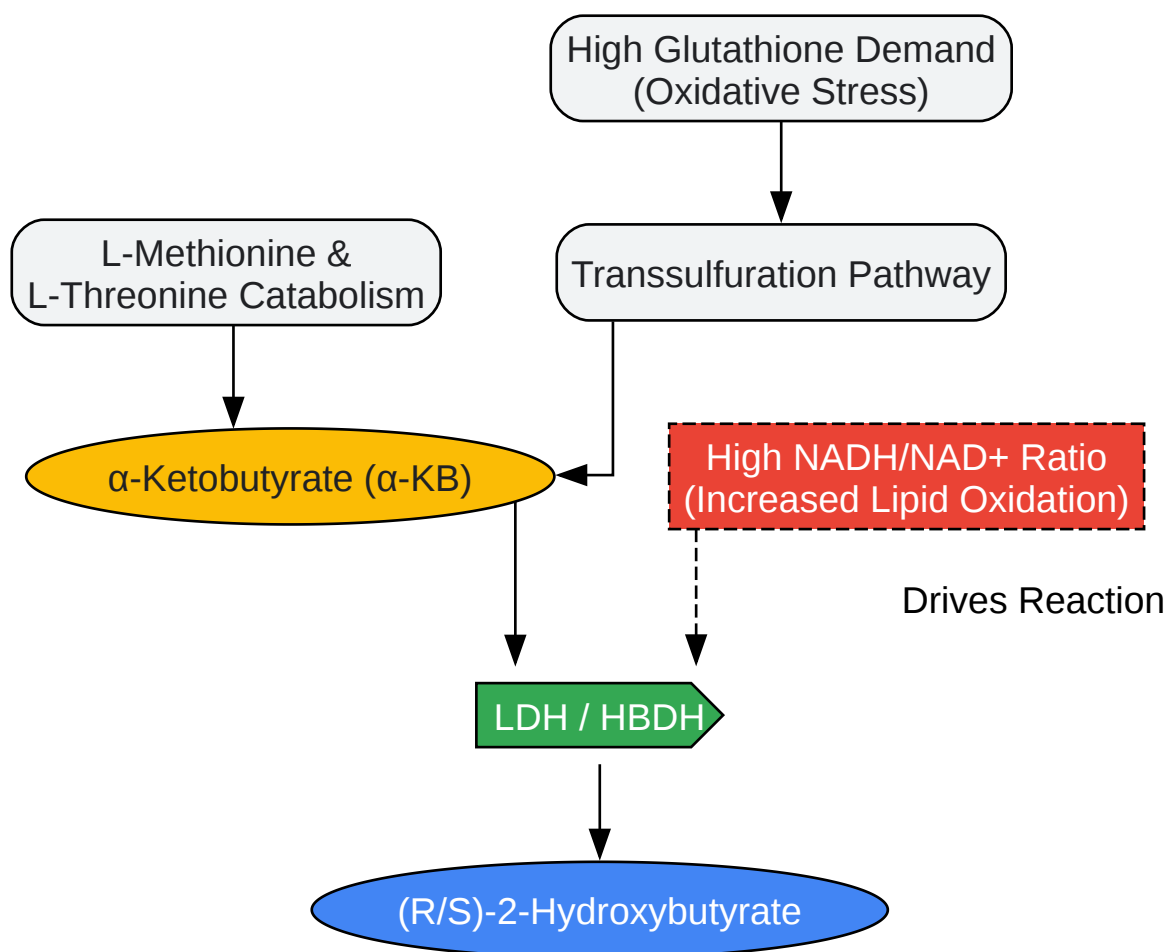 High Glutathione Demand
(Oxidative Stress)
L-Methionine &
L-Threonine Catabolism
Transsulfuration Pathway
α-Ketobutyrate (α-KB)
High NADH/NAD+ Ratio
(Increased Lipid Oxidation)
Drives Reaction
LDH / HBDH
(R/S)-2-Hydroxybutyrate